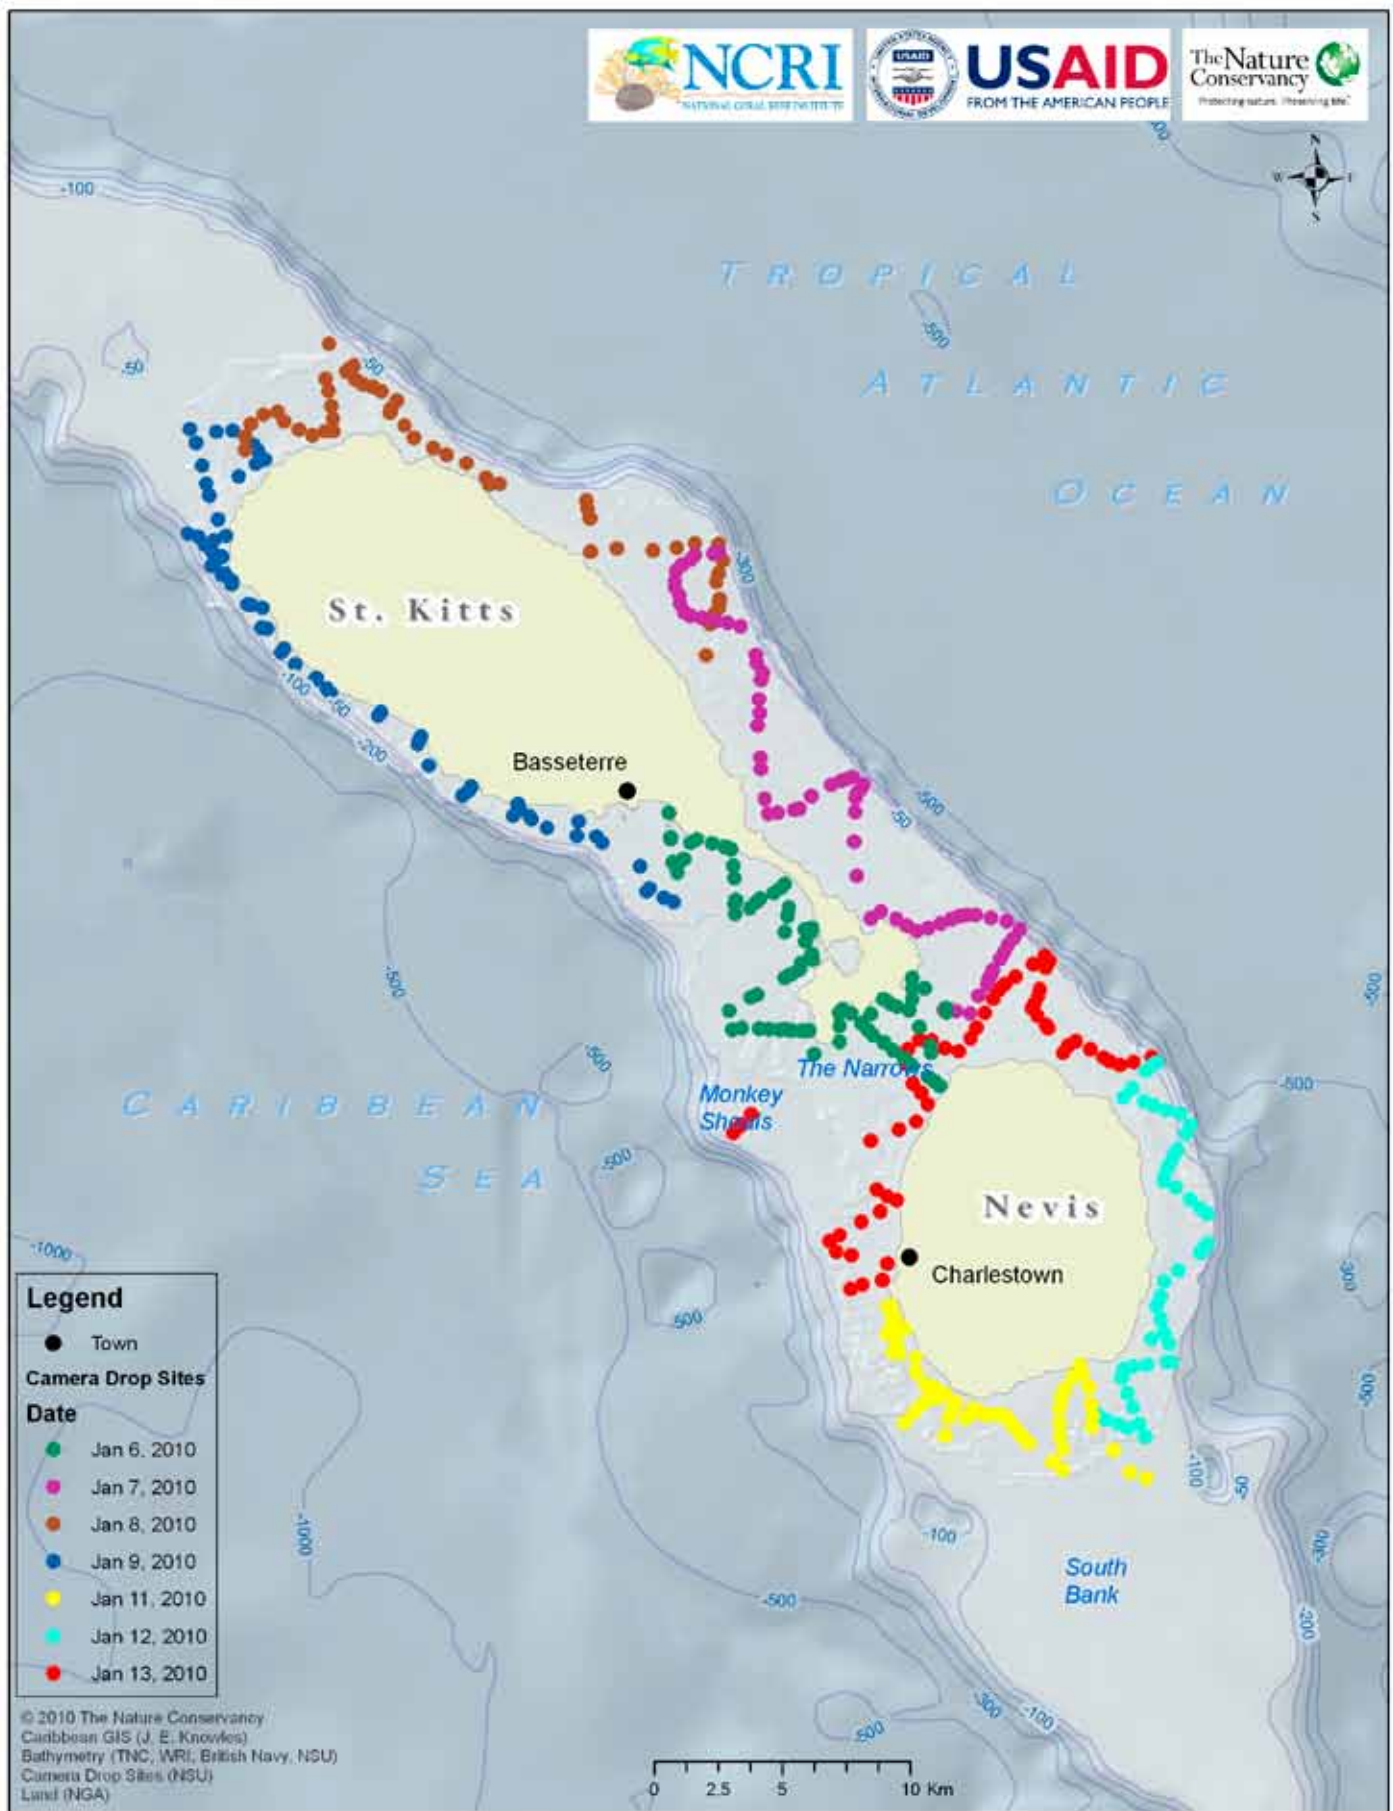 NCRI
NATIONAL CORAL REEF INSTITUTE
USAID
USAID
FROM THE AMERICAN PEOPLE
The Nature
Conservancy
Protecting nature. Preserving life.
N
W
E
S
-100
TROPICAL
-500
-50
-50
ATLANTIC
OCEAN
-300
St. Kitts
-100
-50
-200
Basseterre
-500
-50
-500
-500
The Narrows
-500
Monkey
Shoals
-500
CARIBBEAN
SEA
-500
Nevis
-1000
Charlestown
-500
-100
-50
-1000
-100
South
Bank
-500
-200
-300
-100
-500
Legend
Town
Camera Drop Sites
Date
Jan 6, 2010
Jan 7, 2010
Jan 8, 2010
Jan 9, 2010
Jan 11, 2010
Jan 12, 2010
Jan 13, 2010
© 2010 The Nature Conservancy
Caribbean GIS (J. E. Knowles)
Bathymetry (TNC, WRI, British Navy, NSU)
Camera Drop Sites (NSU)
Land (NGA)
0 2.5 5 10 Km